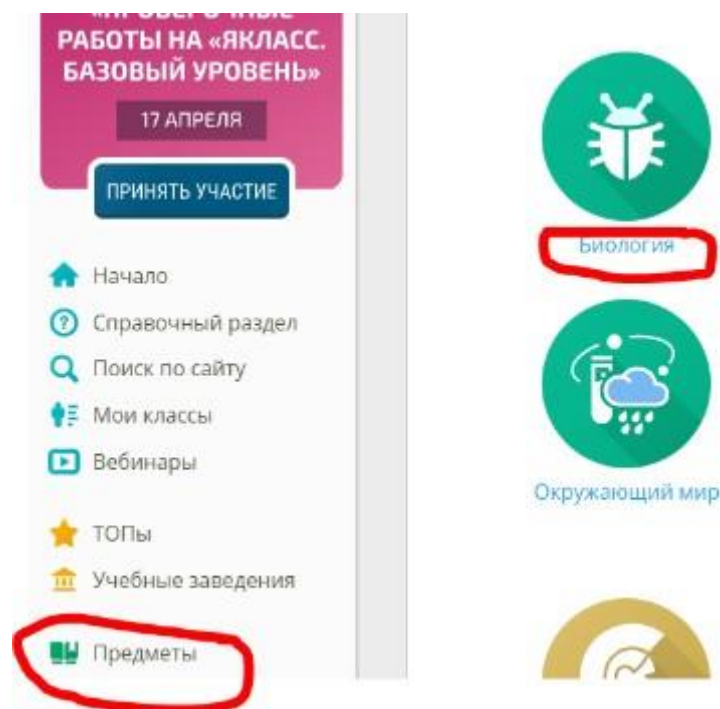 РАБОТЫ НА «ЯКЛАСС.
БАЗОВЫЙ УРОВЕНЬ»
17 АПРЕЛЯ
ПРИНЯТЬ УЧАСТИЕ
Начало
Справочный раздел
Поиск по сайту
Мои классы
Вебинары
ТОПы
Учебные заведения
Предметы
Биология
Окружающий мир